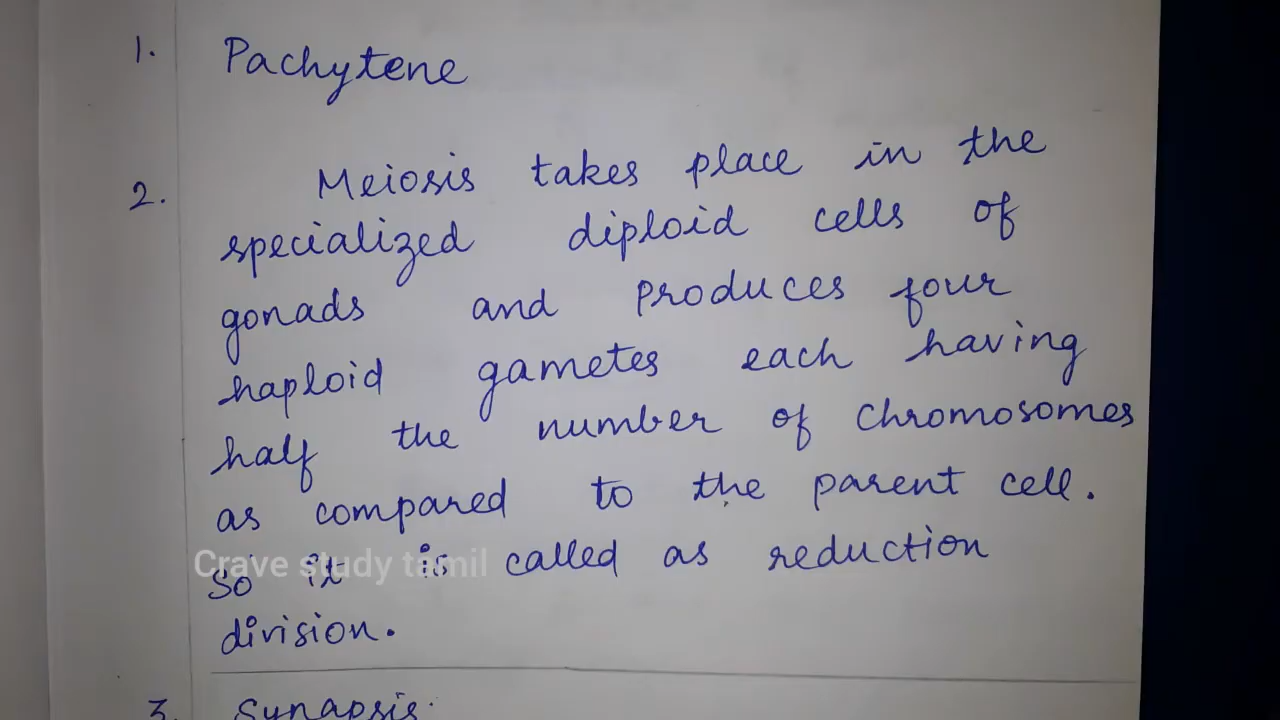 1. Pachytene
2. Meiosis takes place in the
specialized diploid cells of
gonads and produces four
haploid gametes each having
half the number of chromosomes
as compared to the parent cell.
So it is called as reduction
division.
Crave study tamil
3. Synapsis.